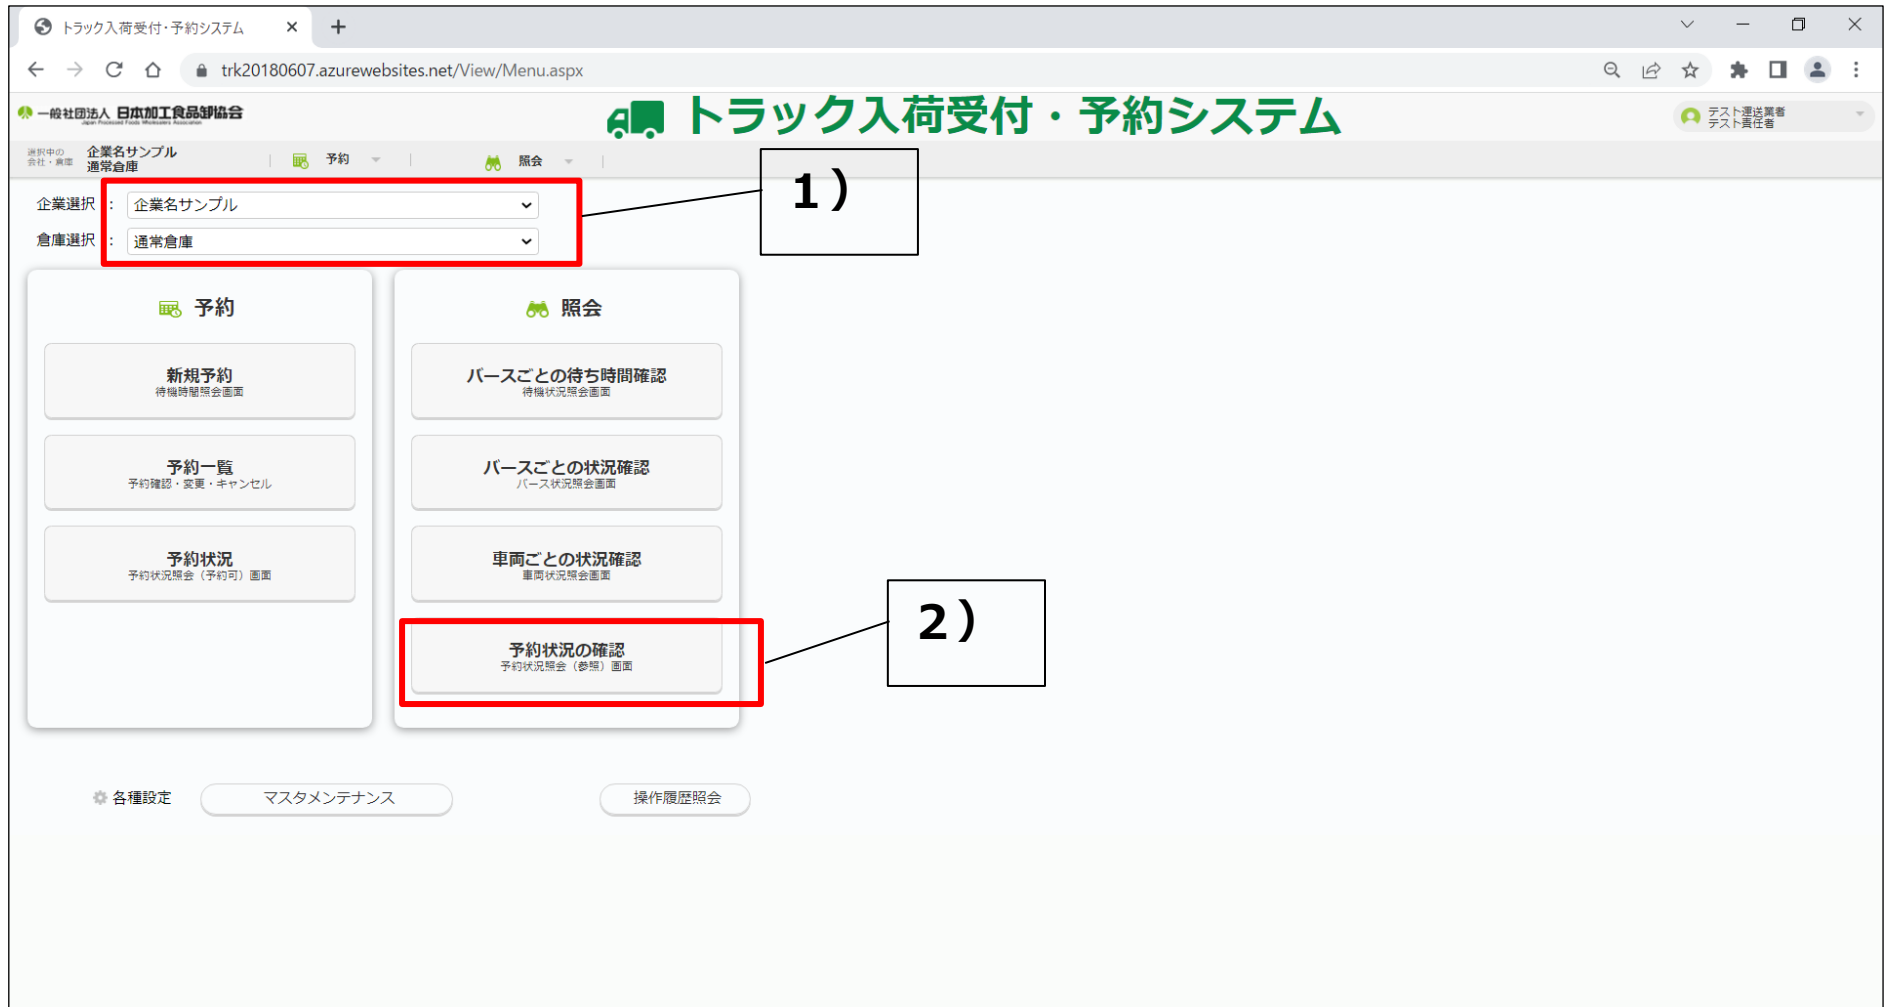 トラック入荷受付・予約システム
trk20180607.azurewebsites.net/View/Menu.aspx
一般社団法人 日本加工食品卸協会
Japan Processed Foods Wholesalers Association
トラック入荷受付・予約システム
テスト運送業者
テスト責任者
選択中の
会社・倉庫
企業名サンプル
通常倉庫
予約
照会
1)
企業選択 : 企業名サンプル
倉庫選択 : 通常倉庫
予約
新規予約
待機時間照会画面
予約一覧
予約確認・変更・キャンセル
予約状況
予約状況照会（予約可）画面
照会
バースごとの待ち時間確認
待機状況照会画面
バースごとの状況確認
バース状況照会画面
車両ごとの状況確認
車両状況照会画面
予約状況の確認
予約状況照会（参照）画面
2)
各種設定
マスタメンテナンス
操作履歴照会